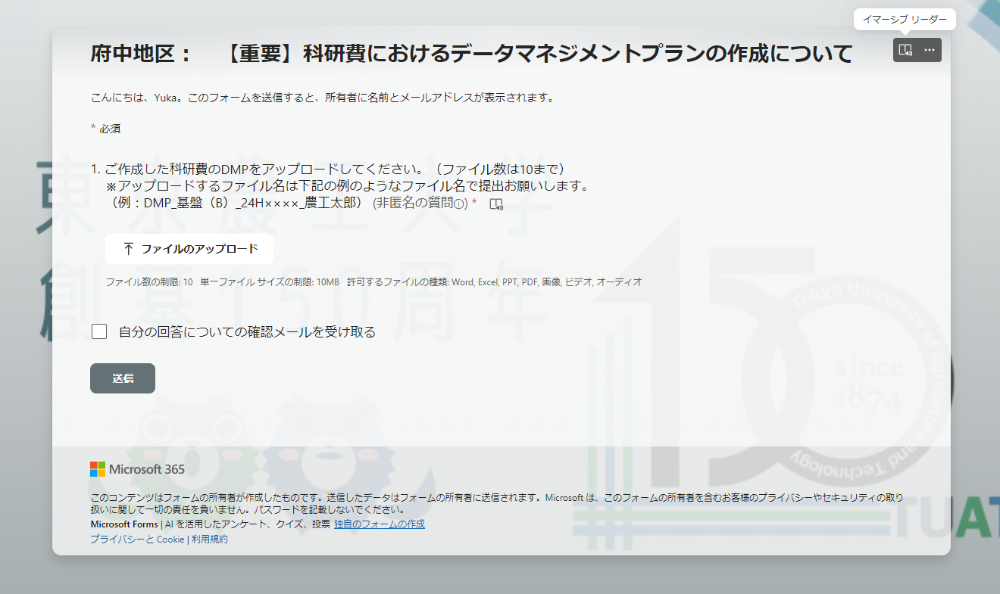 イマーシブ リーダー
府中地区： 【重要】科研費におけるデータマネジメントプランの作成について
こんにちは、Yuka。このフォームを送信すると、所有者に名前とメールアドレスが表示されます。
* 必須
1. ご作成した科研費のDMPをアップロードしてください。（ファイル数は10まで）
※アップロードするファイル名は下記の例のようなファイル名で提出お願いします。
（例：DMP_基盤（B）_24H××××_農工太郎） (非匿名の質問) *
ファイルのアップロード
ファイル数の制限: 10 単一ファイル サイズの制限: 10MB 許可するファイルの種類: Word, Excel, PPT, PDF, 画像, ビデオ, オーディオ
自分の回答についての確認メールを受け取る
送信
Microsoft 365
このコンテンツはフォームの所有者が作成したものです。送信したデータはフォームの所有者に送信されます。Microsoft は、このフォームの所有者を含むお客様のプライバシーやセキュリティの取り
扱いに関して一切の責任を負いません。パスワードを記載しないでください。
Microsoft Forms | AI を活用したアンケート、クイズ、投票 独自のフォームの作成
プライバシーと Cookie | 利用規約
東京農工大学
創基150周年
150
Tokyo University of Agriculture and Technology
since
1874
TUAT